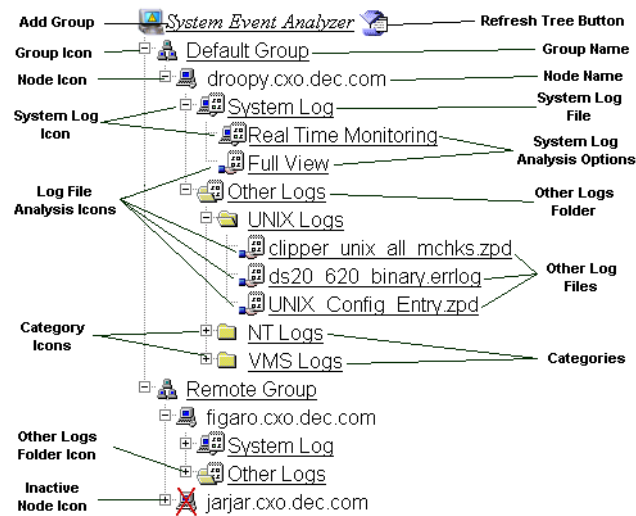 Add Group
System Event Analyzer
Refresh Tree Button
Group Icon
Default Group
Group Name
Node Icon
droopy.cxo.dec.com
Node Name
System Log
Icon
System Log
System Log
File
Real Time Monitoring
System Log
Analysis Options
Full View
Log File
Analysis Icons
Other Logs
Other Logs
Folder
UNIX Logs
clipper_unix_all_mchks.zpd
ds20_620_binary.errlog
Other Log
Files
UNIX_Config_Entry.zpd
Category
Icons
NT Logs
VMS Logs
Categories
Remote Group
figaro.cxo.dec.com
Other Logs
Folder Icon
System Log
Other Logs
Inactive
Node Icon
jarjar.cxo.dec.com